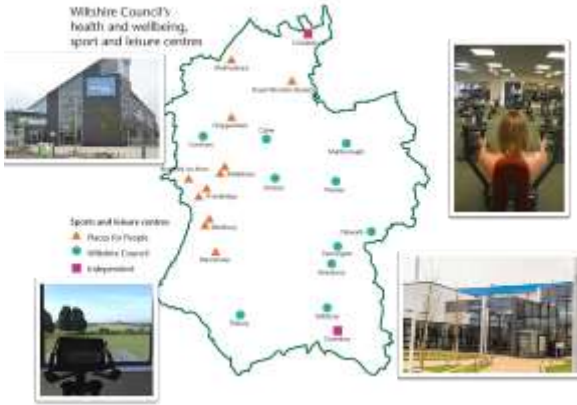 Wiltshire Council's
health and wellbeing,
sport and leisure centres
Cricklade
Malmesbury
Royal Wootton Bassett
Chippenham
Corsham
Calne
Marlborough
Melksham
Devizes
Pewsey
Trowbridge
Westbury
Tidworth
Warminster
Durrington
Amesbury
Sports and leisure centres
Places for People
Wiltshire Council
Independent
Tisbury
Salisbury